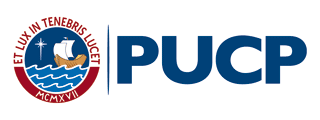 ET LUX IN TENEBRIS LUCET
MCMXVII
PUCP